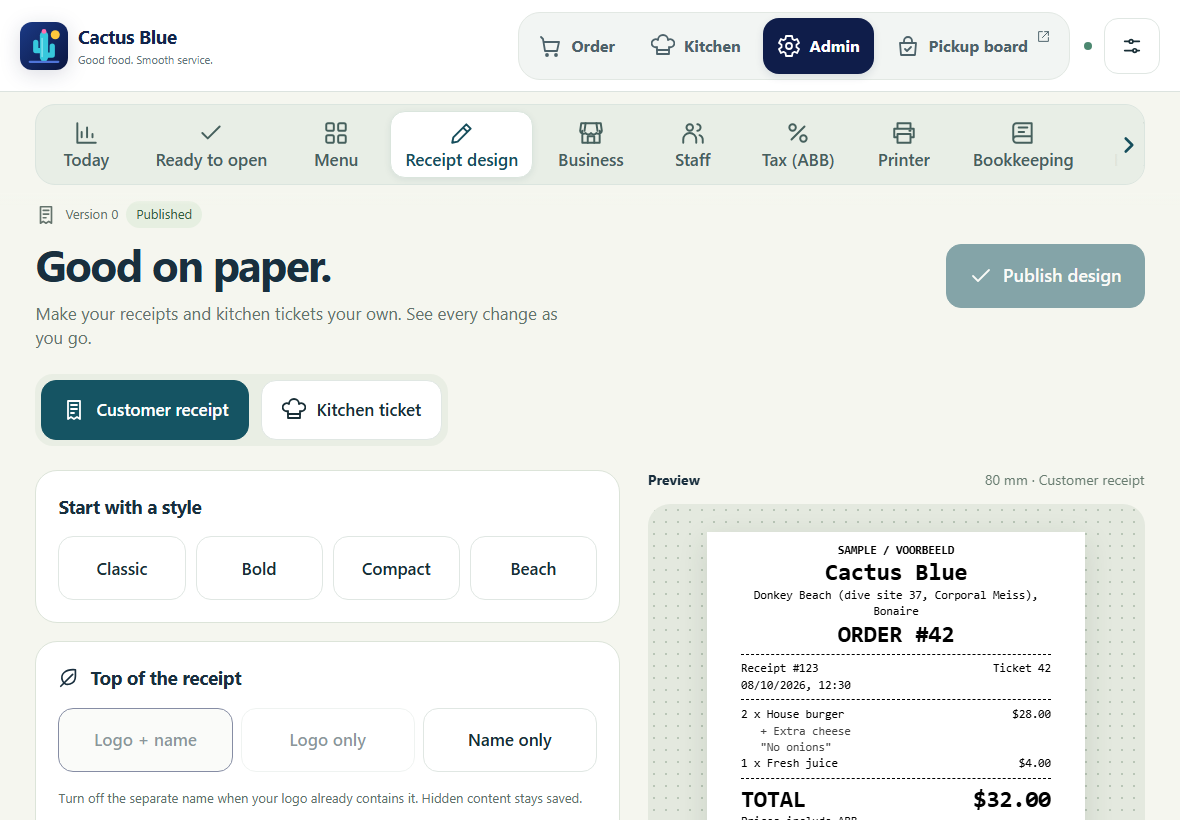 Cactus Blue
Good food. Smooth service.
Order
Kitchen
Admin
Pickup board
Today
Ready to open
Menu
Receipt design
Business
Staff
Tax (ABB)
Printer
Bookkeeping
Version 0 Published
Good on paper.
Make your receipts and kitchen tickets your own. See every change as
you go.
Publish design
Customer receipt
Kitchen ticket
Start with a style
Classic
Bold
Compact
Beach
Top of the receipt
Logo + name
Logo only
Name only
Turn off the separate name when your logo already contains it. Hidden content stays saved.
Preview
80 mm · Customer receipt
SAMPLE / VOORBEELD
Cactus Blue
Donkey Beach (dive site 37, Corporal Meiss),
Bonaire
ORDER #42
Receipt #123 Ticket 42
08/10/2026, 12:30
2 x House burger $28.00
+ Extra cheese
"No onions"
1 x Fresh juice $4.00
TOTAL $32.00
Prices include ABB